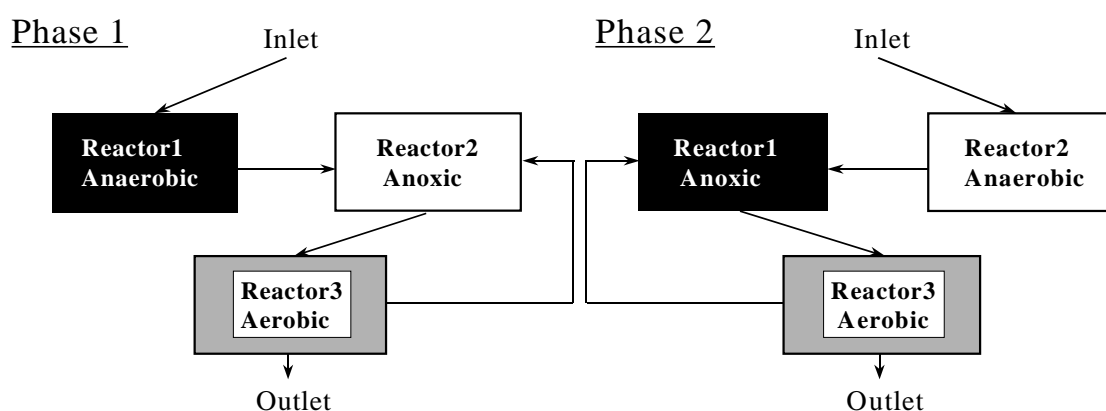 Phase 1
Inlet
Reactor1
Anaerobic
Reactor2
Anoxic
Reactor3
Aerobic
Outlet
Phase 2
Inlet
Reactor1
Anoxic
Reactor2
Anaerobic
Reactor3
Aerobic
Outlet